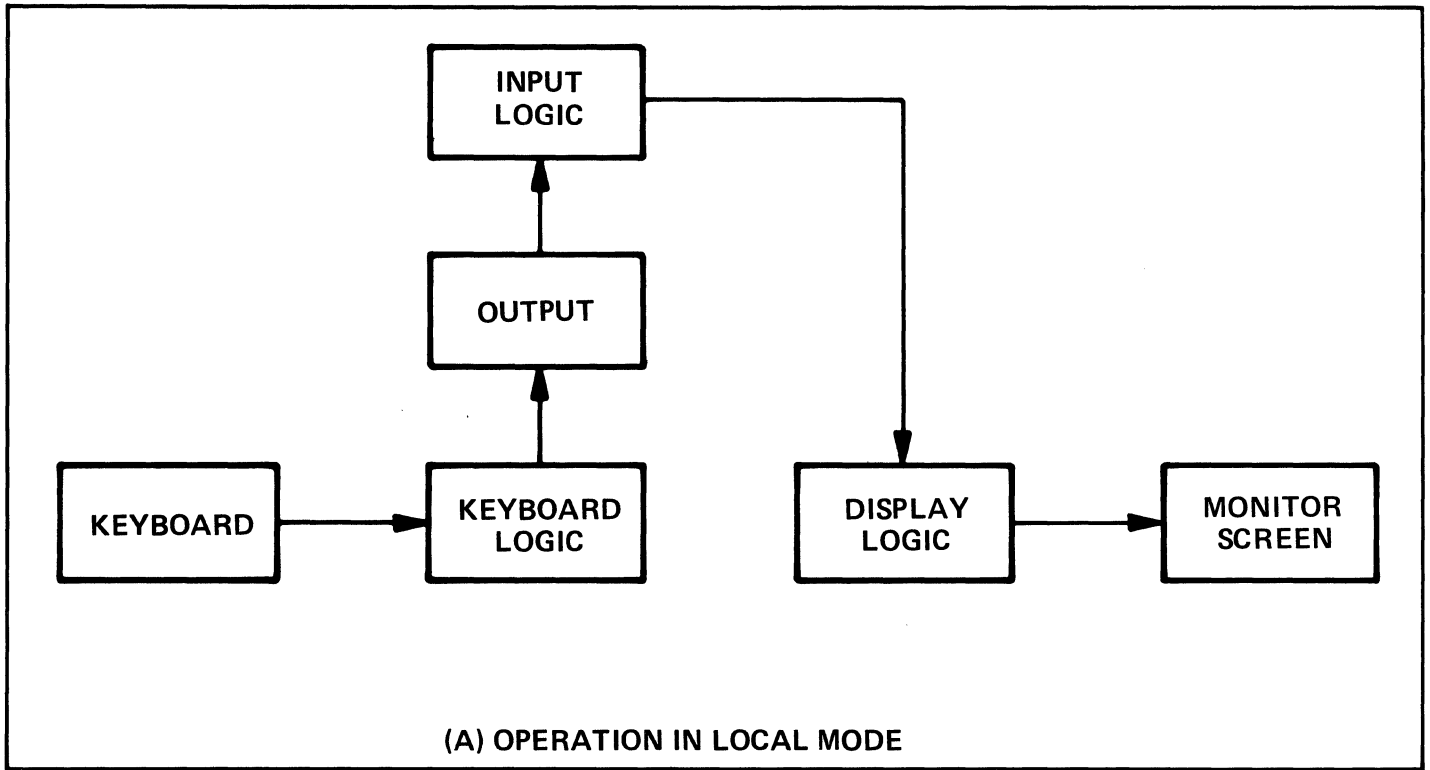 INPUT
LOGIC
OUTPUT
KEYBOARD
KEYBOARD
LOGIC
DISPLAY
LOGIC
MONITOR
SCREEN
(A) OPERATION IN LOCAL MODE